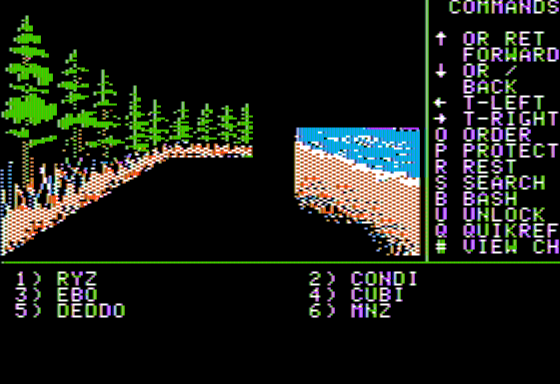 COMMANDS
↑ OR RET
FORWARD
↓ OR /
BACK
← T-LEFT
→ T-RIGHT
O ORDER
P PROTECT
R REST
S SEARCH
B BASH
U UNLOCK
Q QUIKREF
# VIEW CH
1) RYZ 2) CONDI
3) EBO 4) CUBI
5) DEDDO 6) MNZ